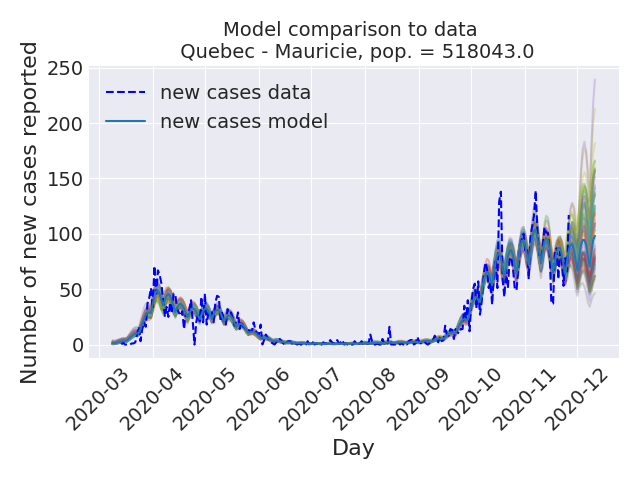 Model comparison to data
Quebec - Mauricie, pop. = 518043.0
Number of new cases reported
250
200
150
100
50
0
new cases data
new cases model
2020-03
2020-04
2020-05
2020-06
2020-07
2020-08
2020-09
2020-10
2020-11
2020-12
Day